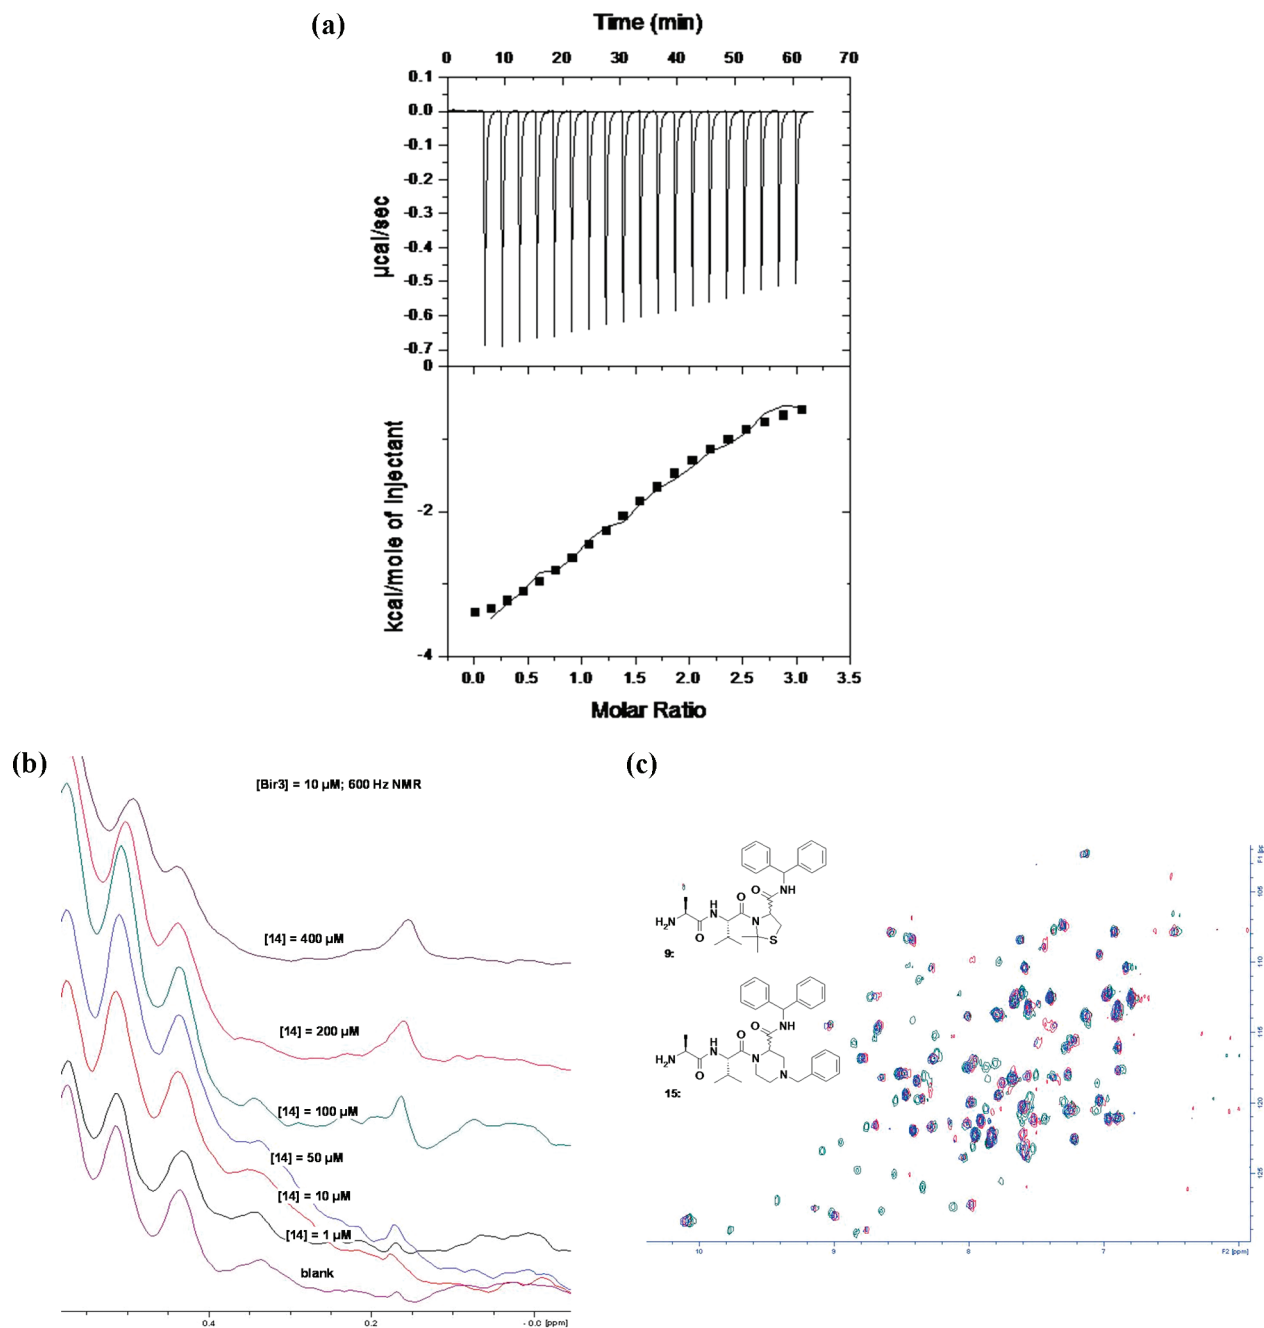 (a)
Time (min)
0 10 20 30 40 50 60 70
0.1
0.0
-0.1
-0.2
-0.3
-0.4
-0.5
-0.6
-0.7
µcal/sec
0
-2
-4
kcal/mole of Injectant
0.0 0.5 1.0 1.5 2.0 2.5 3.0 3.5
Molar Ratio
(b)
[Bir3] = 10 µM; 600 Hz NMR
[14] = 400 µM
[14] = 200 µM
[14] = 100 µM
[14] = 50 µM
[14] = 10 µM
[14] = 1 µM
blank
0.4 0.2 - 0.0 [ppm]
(c)
NH
O
H
N
O
N
H2N
O
S
9:
NH
O
H
N
O
N
H2N
O
N
15:
105
110
115
120
125
10 9 8 7 F2 [ppm]